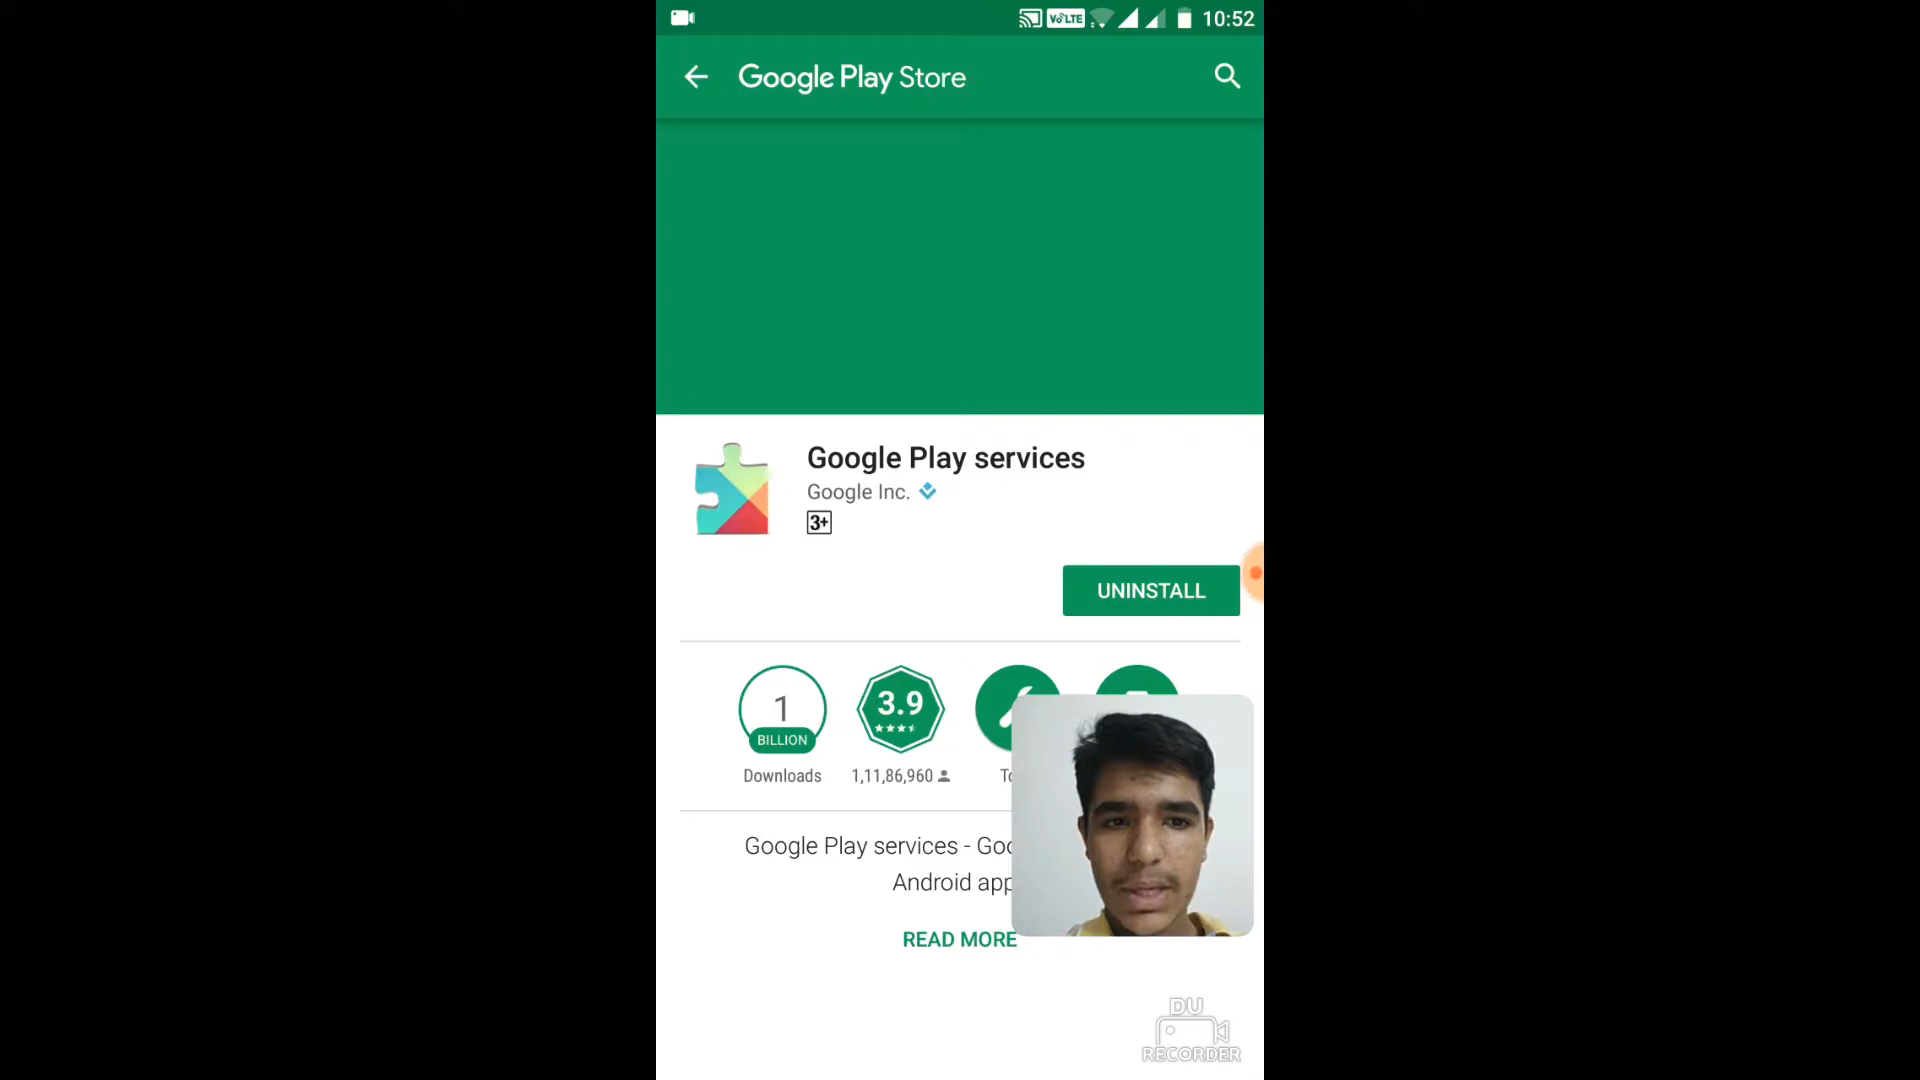 VoLTE 10:52
Google Play Store
Google Play services
Google Inc.
3+
UNINSTALL
1
BILLION
Downloads
3.9
1,11,86,960
Google Play services - Goo
Android app
READ MORE
DU
RECORDER